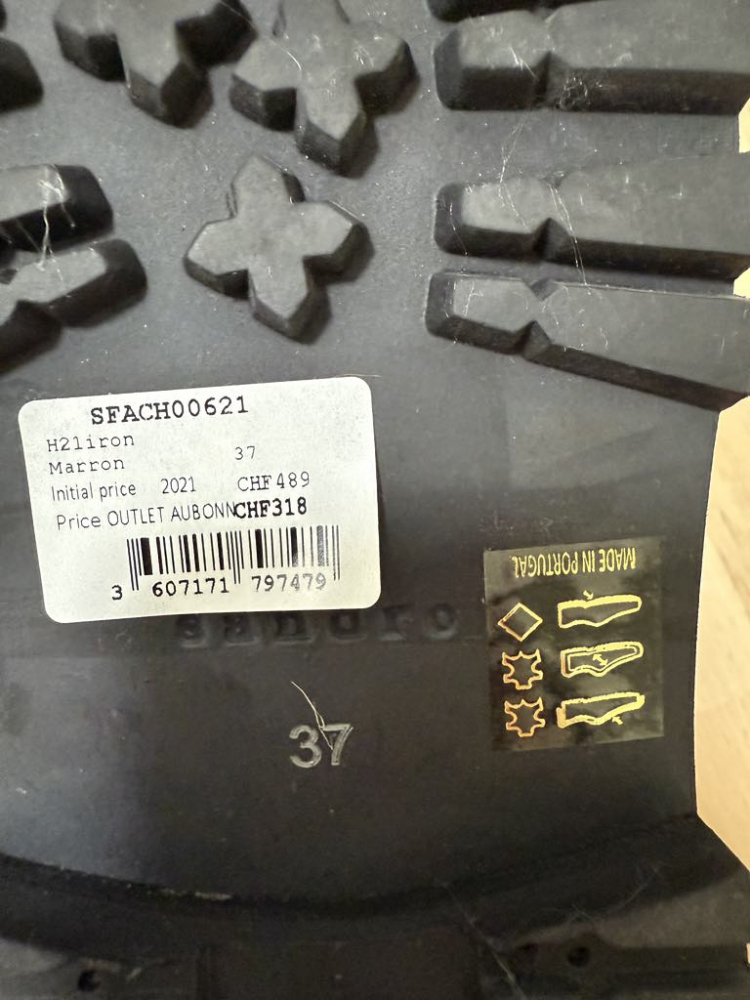 SFACH00621
H21iron
Marron 37
Initial price 2021 CHF489
Price OUTLET AUBONNCHF318
3 607171 797479
sandro
37
MADE IN PORTUGAL